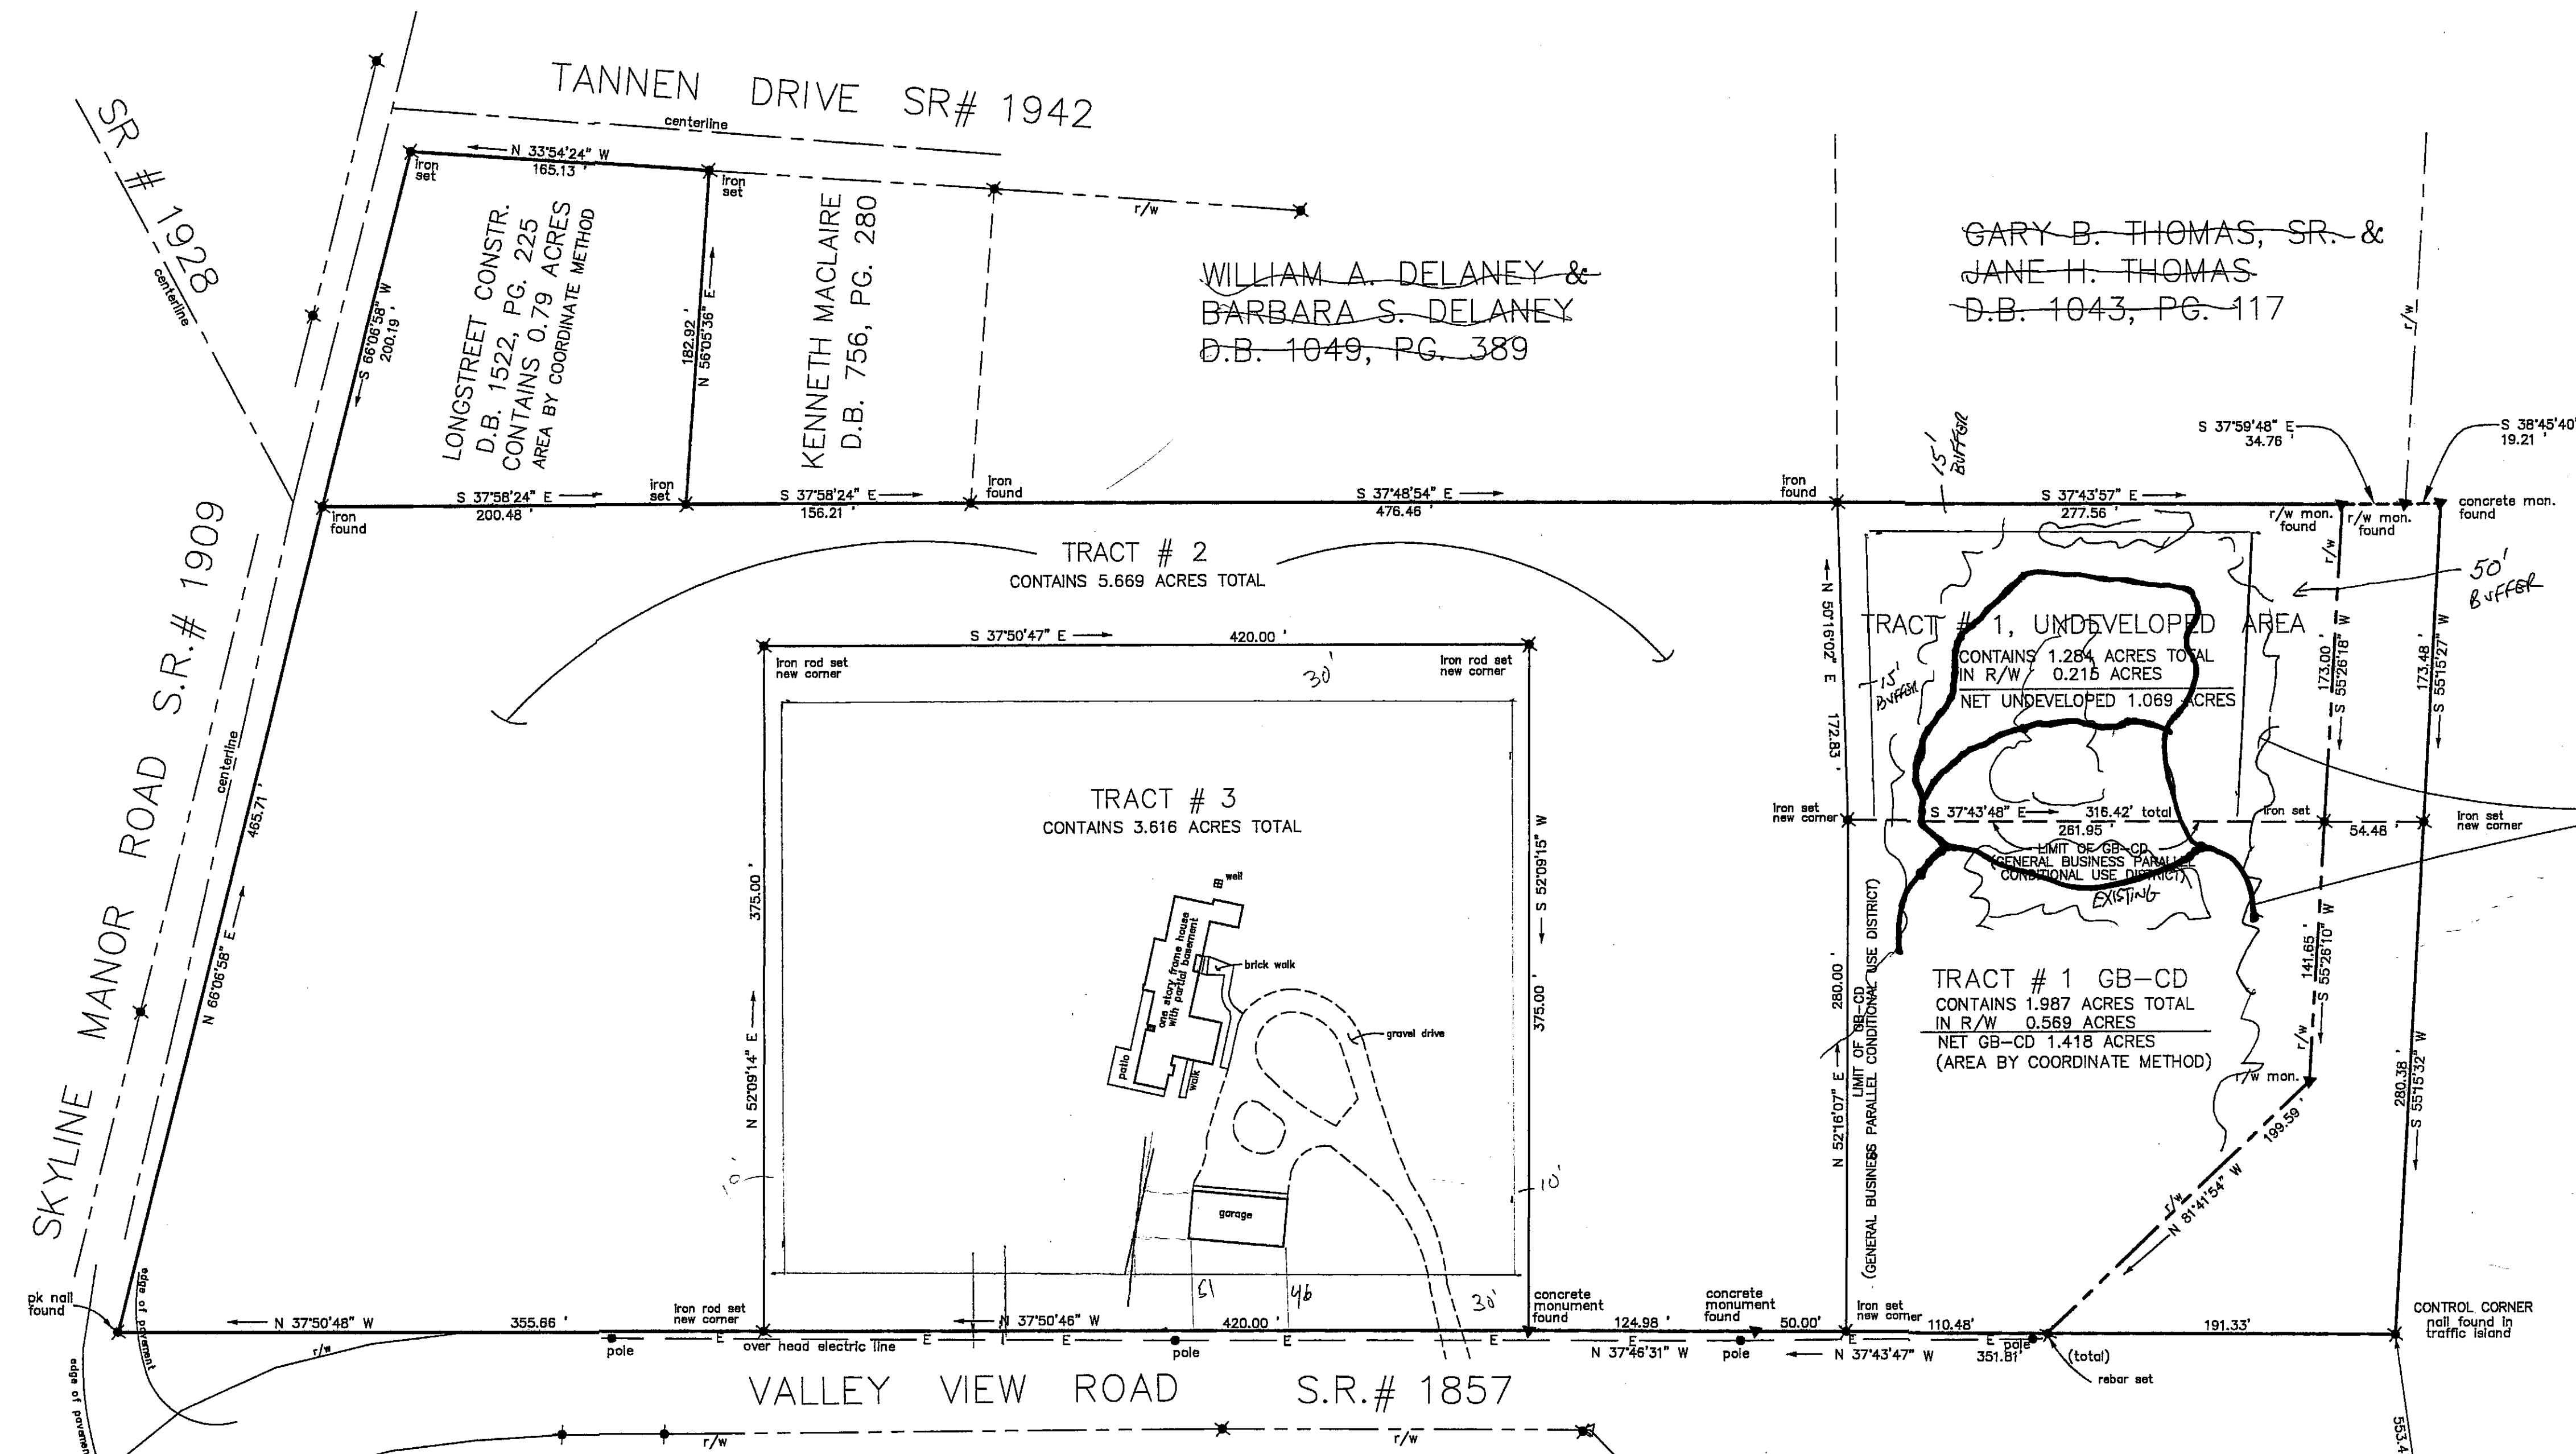 TANNEN DRIVE SR# 1942
centerline
SR # 1928
centerline
N 33°54'24" W
165.13 '
iron
set
iron
set
r/w
S 66°06'58" W
200.19 '
LONGSTREET CONSTR.
D.B. 1522, PG. 225
CONTAINS 0.79 ACRES
AREA BY COORDINATE METHOD
182.92 '
N 56°05'36" E
KENNETH MACLAIRE
D.B. 756, PG. 280
WILLIAM A. DELANEY &
BARBARA S. DELANEY
D.B. 1049, PG. 389
GARY B. THOMAS, SR. &
JANE H. THOMAS
D.B. 1043, PG. 117
r/w
S 37°59'48" E
34.76 '
S 38°45'40"
19.21 '
15'
BUFFER
iron
found
S 37°58'24" E
200.48 '
iron
set
S 37°58'24" E
156.21 '
iron
found
S 37°48'54" E
476.46 '
iron
found
S 37°43'57" E
277.56 '
r/w mon.
found
r/w mon.
found
concrete mon.
found
TRACT # 2
CONTAINS 5.669 ACRES TOTAL
50'
BUFFER
SKYLINE MANOR ROAD S.R.# 1909
centerline
465.71 '
N 66°06'58" E
S 37°50'47" E
420.00 '
iron rod set
new corner
iron rod set
new corner
30'
N 50°16'02" E 172.83 '
15'
BUFFER
TRACT # 1, UNDEVELOPED AREA
CONTAINS 1.284 ACRES TOTAL
IN R/W 0.215 ACRES
NET UNDEVELOPED 1.069 ACRES
r/w
173.00 '
S 55°26'18" W
173.48 '
S 55°15'27" W
TRACT # 3
CONTAINS 3.616 ACRES TOTAL
iron set
new corner
S 37°43'48" E
316.42' total
261.95 '
iron set
54.48 '
iron set
new corner
LIMIT OF GB-CD
(GENERAL BUSINESS PARALLEL
CONDITIONAL USE DISTRICT)
EXISTING
375.00 '
N 52°09'14" E
S 52°09'15" W
375.00 '
well
one story frame house
with partial basement
brick walk
gravel drive
patio
walk
garage
10'
10'
51
46
30'
280.00 '
N 52°16'07" E
LIMIT OF GB-CD
(GENERAL BUSINESS PARALLEL CONDITIONAL USE DISTRICT)
TRACT # 1 GB-CD
CONTAINS 1.987 ACRES TOTAL
IN R/W 0.569 ACRES
NET GB-CD 1.418 ACRES
(AREA BY COORDINATE METHOD)
141.65 '
S 55°26'10" W
r/w
r/w mon.
199.59 '
r/w
N 81°41'54" W
280.38 '
S 55°15'32" W
pk nail
found
edge of pavement
edge of pavement
N 37°50'48" W
355.66 '
r/w
iron rod set
new corner
N 37°50'46" W
420.00 '
concrete
monument
found
124.98 '
concrete
monument
found
50.00'
iron set
new corner
110.48'
191.33'
CONTROL CORNER
nail found in
traffic island
pole
E
over head electric line
E
E
pole
E
E
E
N 37°46'31" W
pole
E
N 37°43'47" W
E
pole
351.81'
(total)
rebar set
VALLEY VIEW ROAD S.R.# 1857
r/w
r/w
553.4